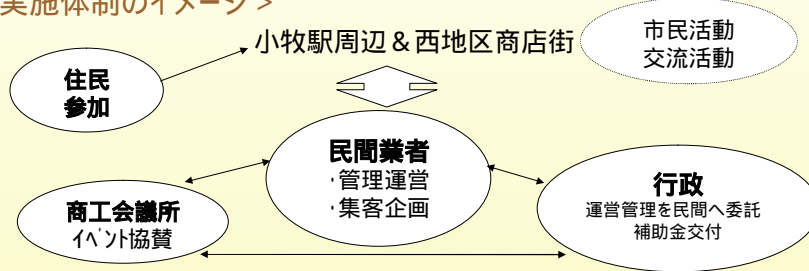 実施体制のイメージ>
小牧駅周辺&西地区商店街
市民活動
交流活動
住民
参加
民間業者
・管理運営
・集客企画
商工会議所
イベント協賛
行政
運営管理を民間へ委託
補助金交付